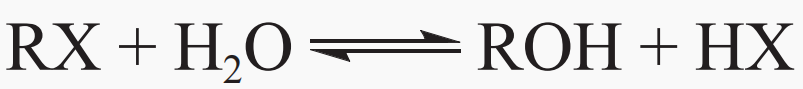 RX + H₂O ⇌ ROH + HX